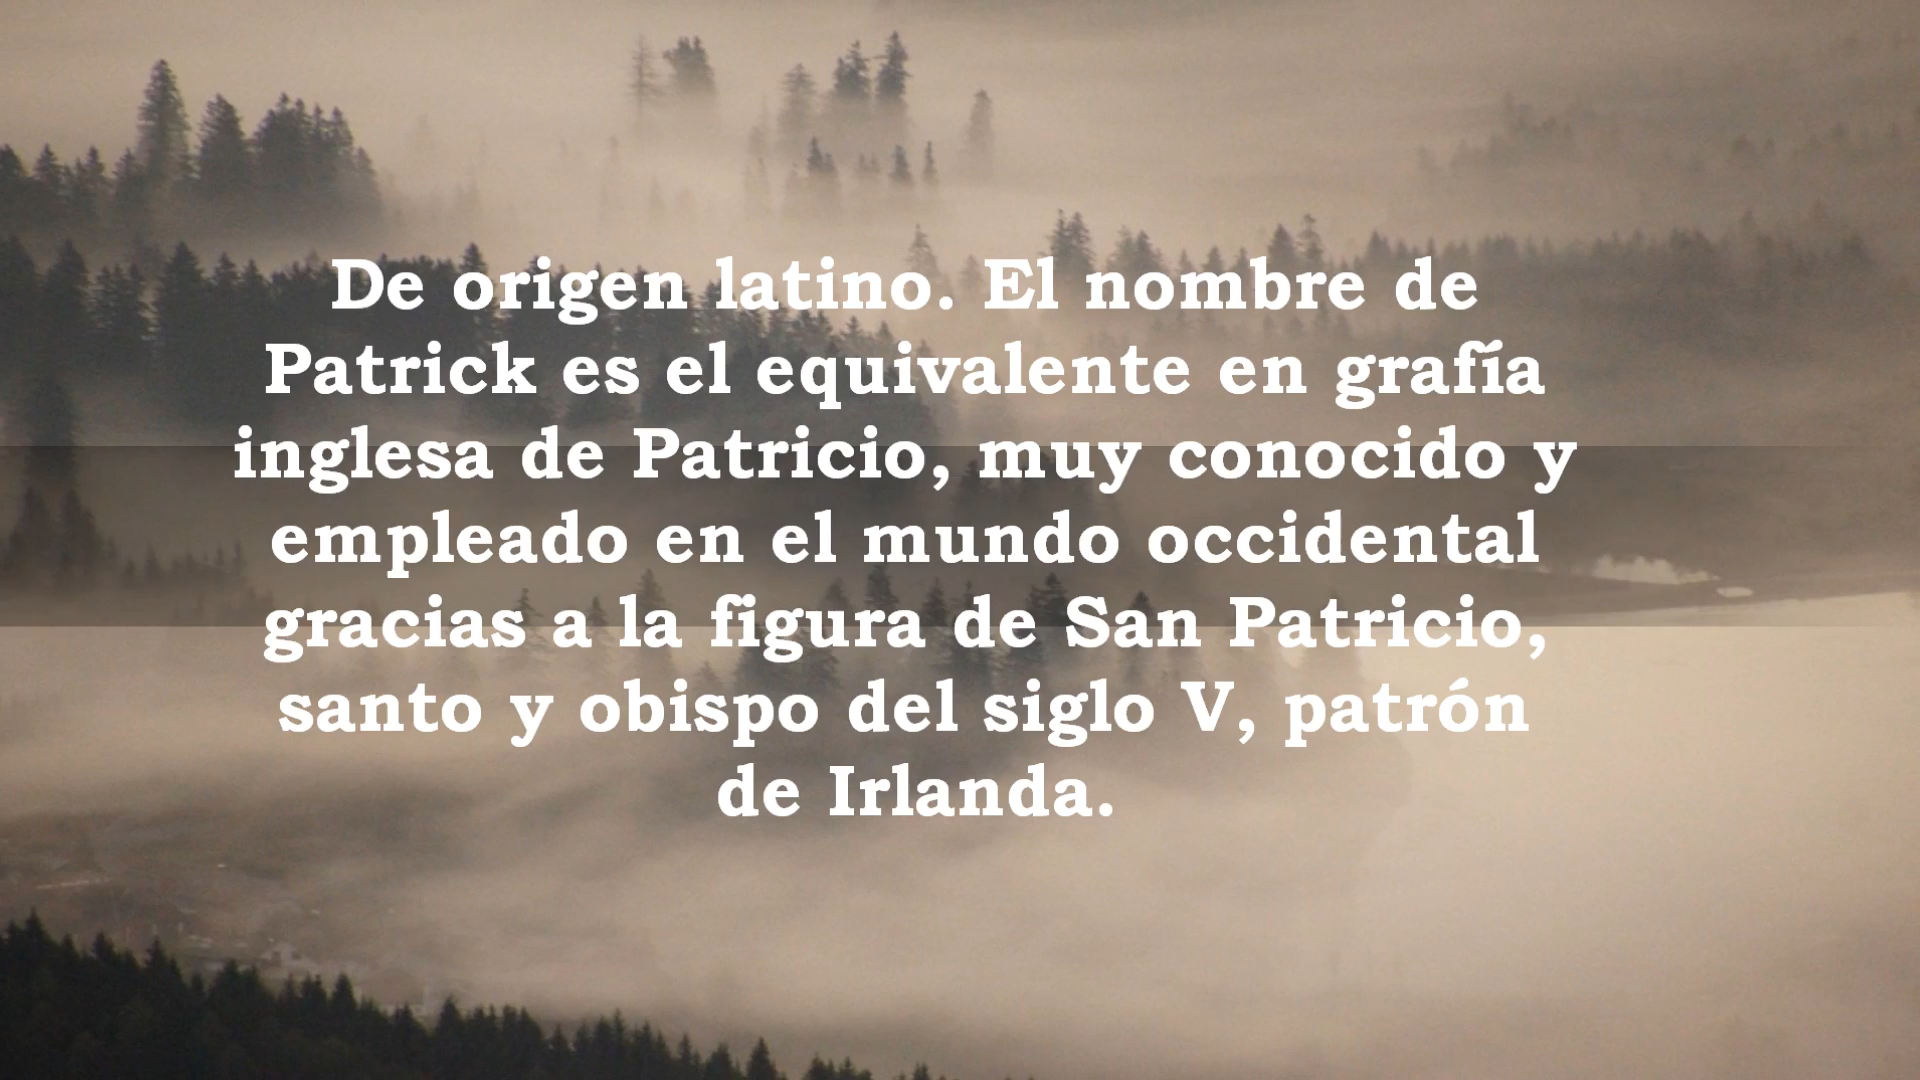 De origen latino. El nombre de
Patrick es el equivalente en grafía
inglesa de Patricio, muy conocido y
empleado en el mundo occidental
gracias a la figura de San Patricio,
santo y obispo del siglo V, patrón
de Irlanda.